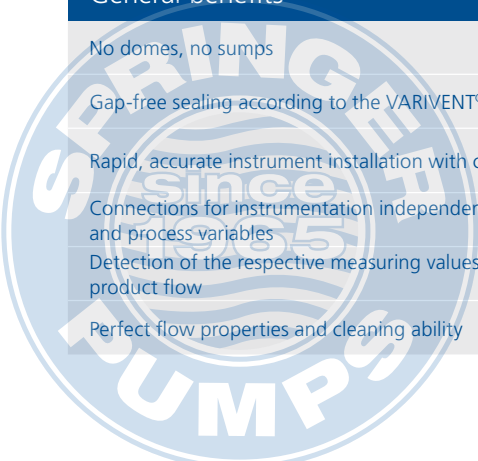 General benefits
No domes, no sumps
Gap-free sealing according to the VARIVENT®
Rapid, accurate instrument installation with
Connections for instrumentation
and process variables
Detection of the respective measuring values
product flow
Perfect flow properties and cleaning ability
SPRINGER
since
1965
PUMPS